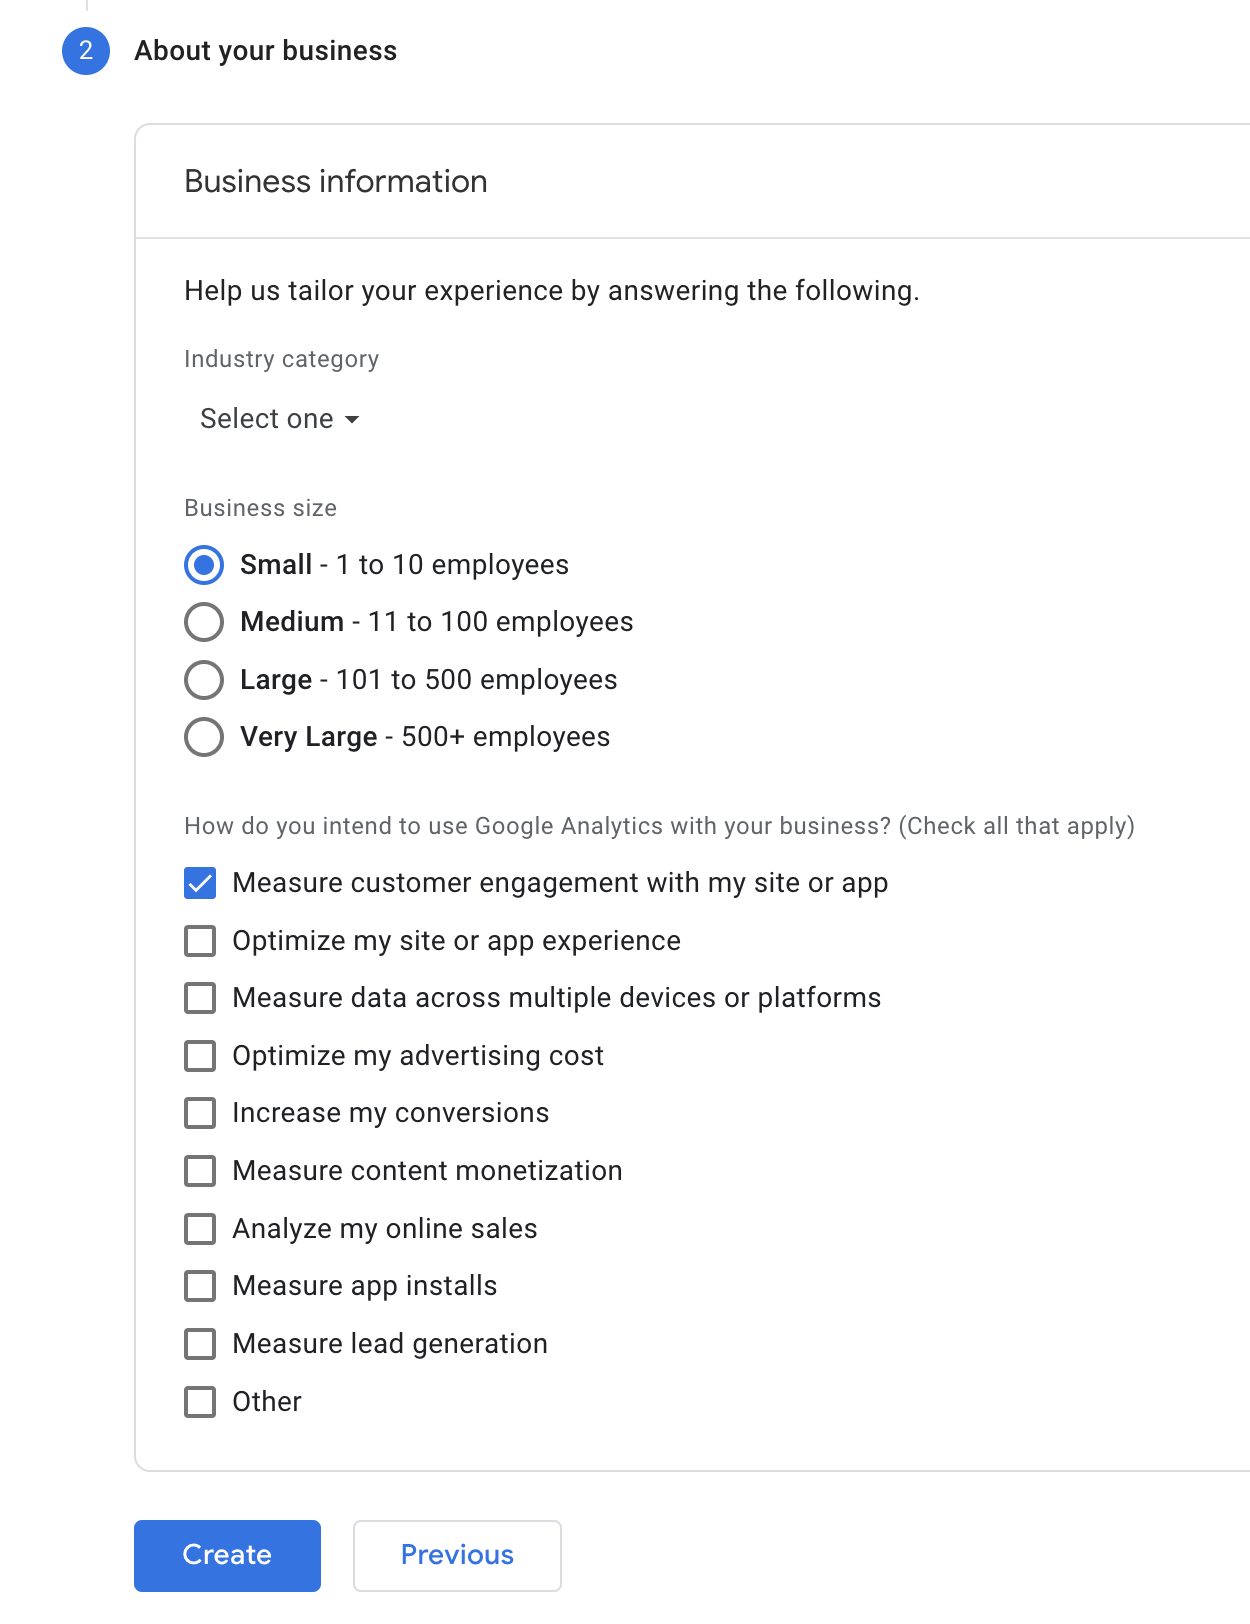 2 About your business
Business information
Help us tailor your experience by answering the following.
Industry category
Select one
Business size
Small - 1 to 10 employees
Medium - 11 to 100 employees
Large - 101 to 500 employees
Very Large - 500+ employees
How do you intend to use Google Analytics with your business? (Check all that apply)
Measure customer engagement with my site or app
Optimize my site or app experience
Measure data across multiple devices or platforms
Optimize my advertising cost
Increase my conversions
Measure content monetization
Analyze my online sales
Measure app installs
Measure lead generation
Other
Create Previous